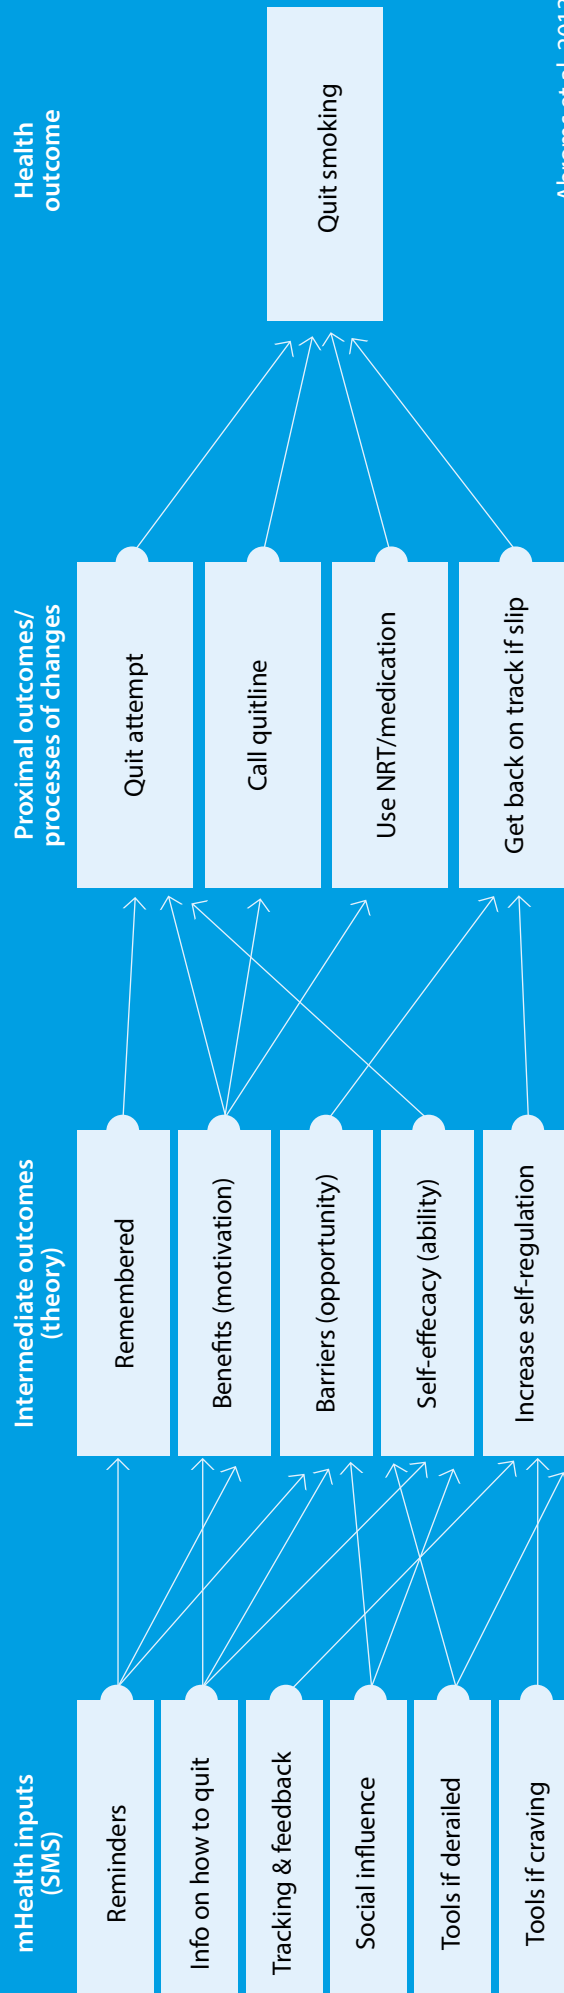 mHealth inputs
(SMS)
Reminders
Info on how to quit
Tracking & feedback
Social influence
Tools if derailed
Tools if craving
Intermediate outcomes
(theory)
Remembered
Benefits (motivation)
Barriers (opportunity)
Self-effecacy (ability)
Increase self-regulation
Proximal outcomes/
processes of changes
Quit attempt
Call quitline
Use NRT/medication
Get back on track if slip
Health
outcome
Quit smoking